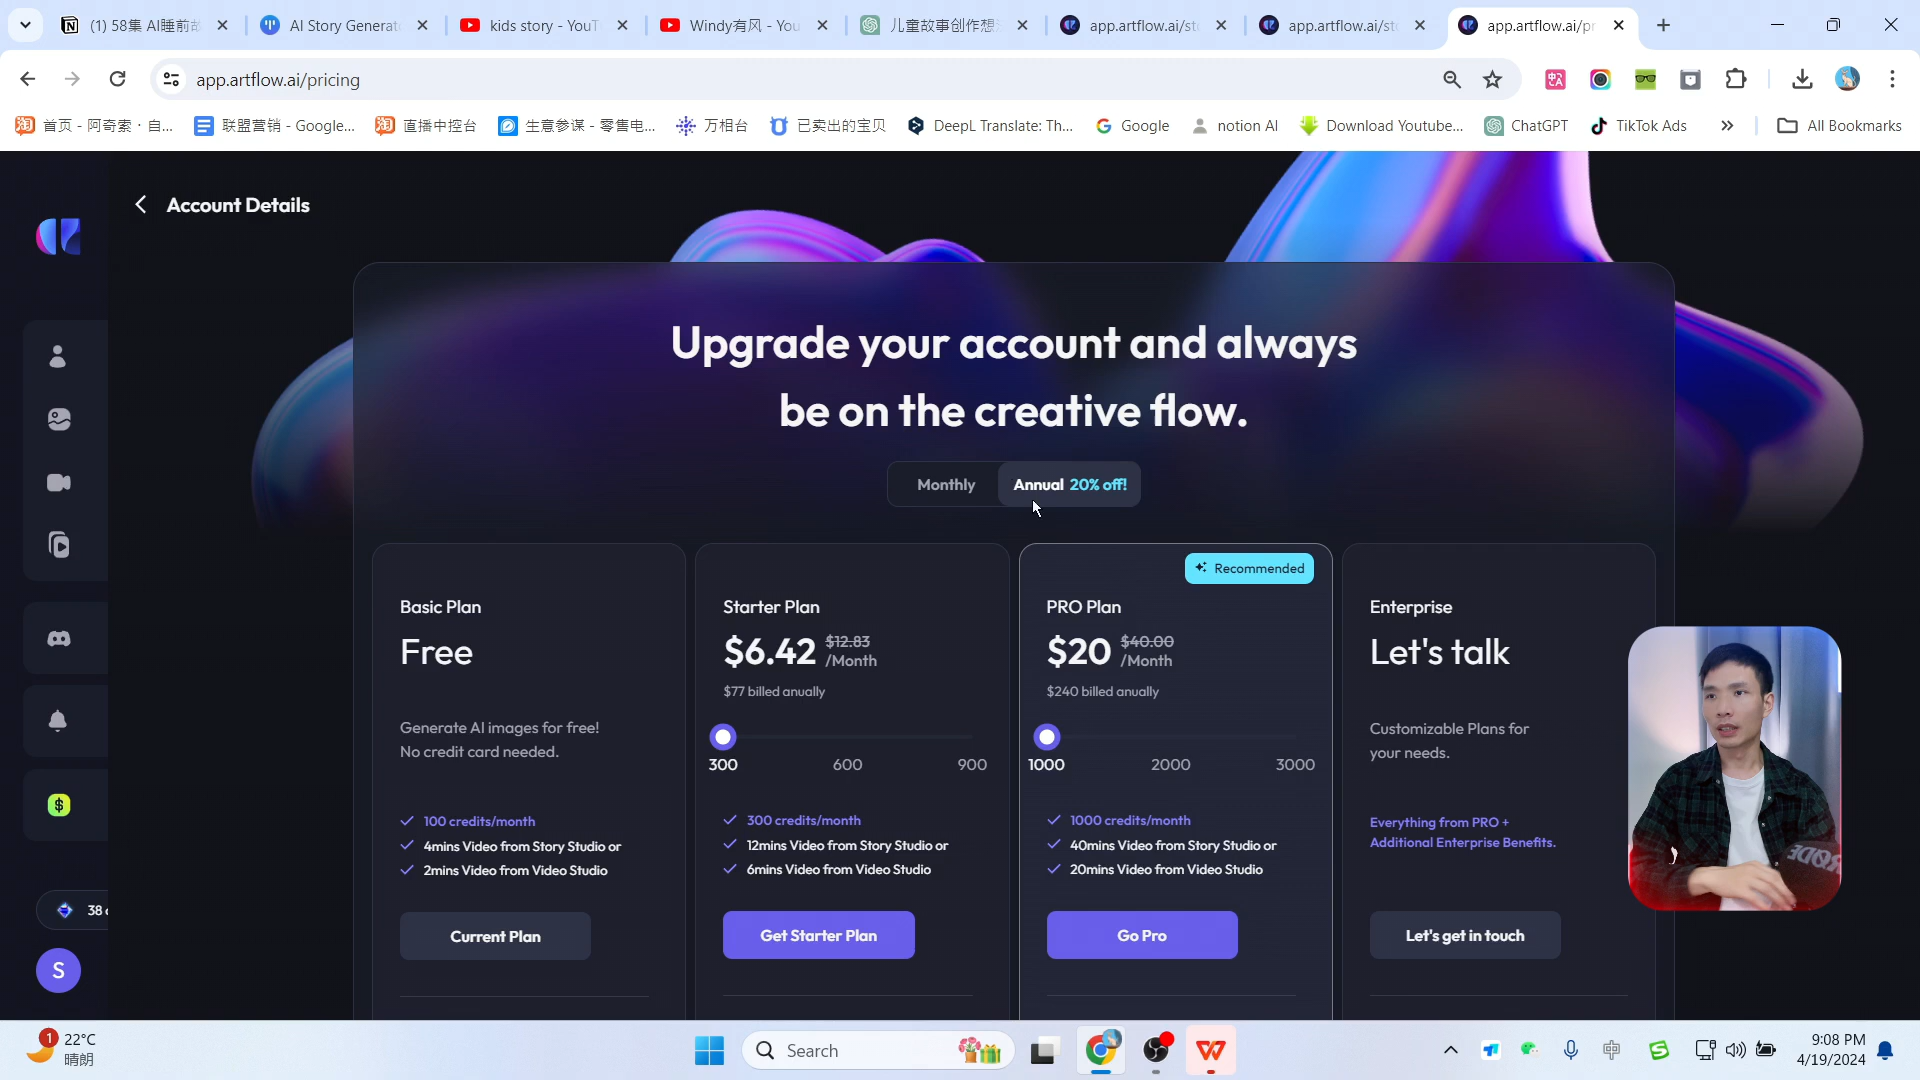 (1) 58集 AI睡前故
AI Story Generat
kids story - YouT
Windy有风 - You
儿童故事创作想
app.artflow.ai/st
app.artflow.ai/st
app.artflow.ai/pr
app.artflow.ai/pricing
首页 - 阿奇索・自...
联盟营销 - Google...
直播中控台
生意参谋 - 零售电...
万相台
已卖出的宝贝
DeepL Translate: Th...
Google
notion AI
Download Youtube...
ChatGPT
TikTok Ads
All Bookmarks
Account Details
Upgrade your account and always
be on the creative flow.
Monthly
Annual 20% off!
Recommended
Basic Plan
Free
Generate AI images for free!
No credit card needed.
100 credits/month
4mins Video from Story Studio or
2mins Video from Video Studio
Current Plan
Starter Plan
$6.42 $12.83
/Month
$77 billed anually
300 600 900
300 credits/month
12mins Video from Story Studio or
6mins Video from Video Studio
Get Starter Plan
PRO Plan
$20 $40.00
/Month
$240 billed anually
1000 2000 3000
1000 credits/month
40mins Video from Story Studio or
20mins Video from Video Studio
Go Pro
Enterprise
Let's talk
Customizable Plans for
your needs.
Everything from PRO +
Additional Enterprise Benefits.
Let's get in touch
38
S
1
22°C
晴朗
Search
中
9:08 PM
4/19/2024